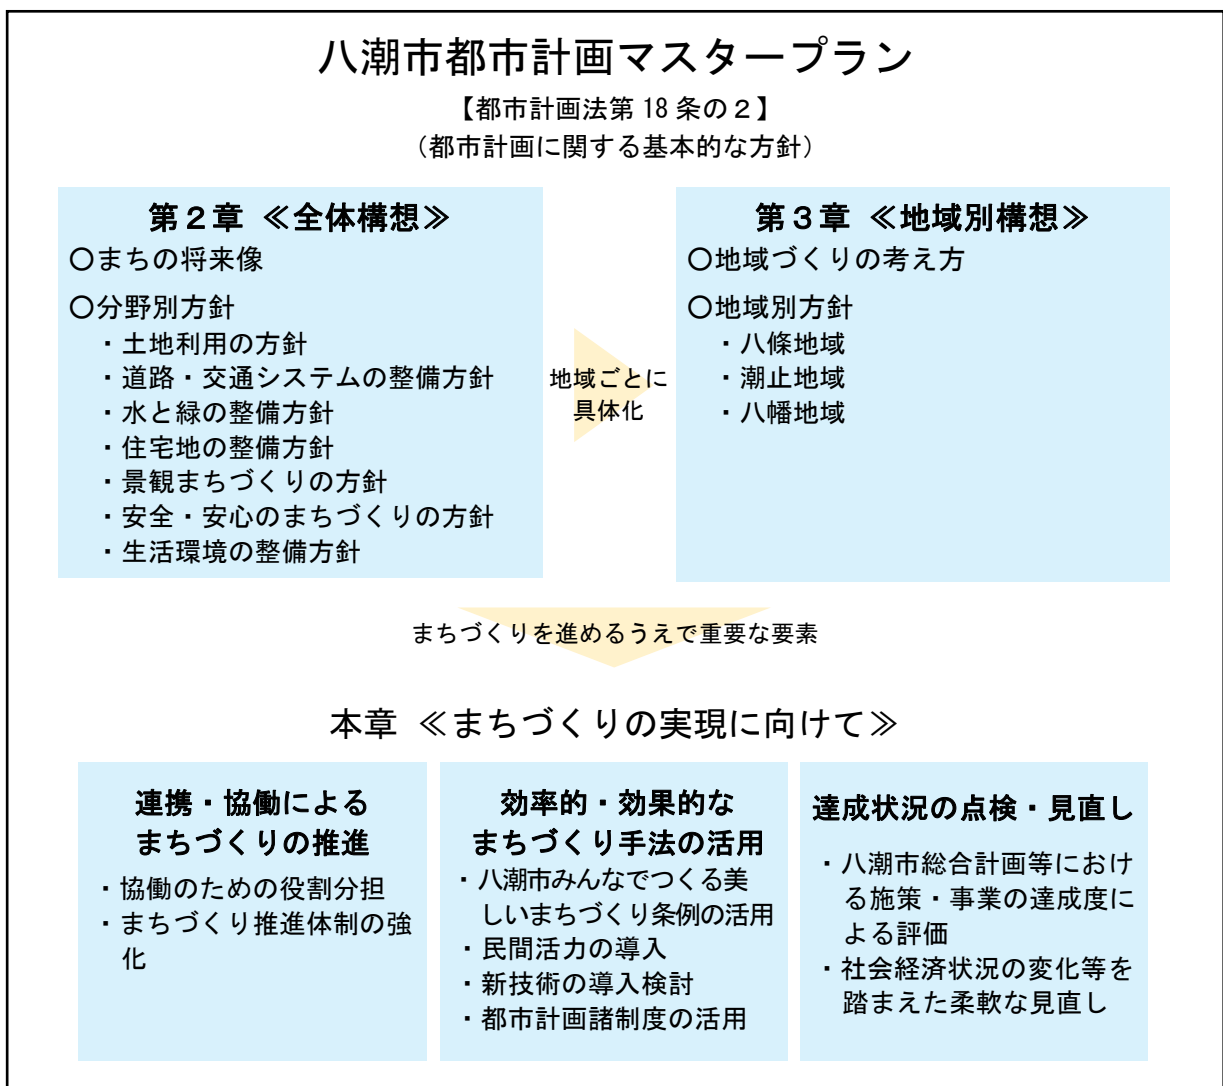 八潮市都市計画マスタープラン
【都市計画法第 18 条の２】
（都市計画に関する基本的な方針）
第２章 ≪全体構想≫
〇まちの将来像
〇分野別方針
・土地利用の方針
・道路・交通システムの整備方針
・水と緑の整備方針
・住宅地の整備方針
・景観まちづくりの方針
・安全・安心のまちづくりの方針
・生活環境の整備方針
地域ごとに
具体化
第３章 ≪地域別構想≫
〇地域づくりの考え方
〇地域別方針
・八條地域
・潮止地域
・八幡地域
まちづくりを進めるうえで重要な要素
本章 ≪まちづくりの実現に向けて≫
連携・協働による
まちづくりの推進
・協働のための役割分担
・まちづくり推進体制の強
化
効率的・効果的な
まちづくり手法の活用
・八潮市みんなでつくる美
しいまちづくり条例の活用
・民間活力の導入
・新技術の導入検討
・都市計画諸制度の活用
達成状況の点検・見直し
・八潮市総合計画等におけ
る施策・事業の達成度に
よる評価
・社会経済状況の変化等を
踏まえた柔軟な見直し